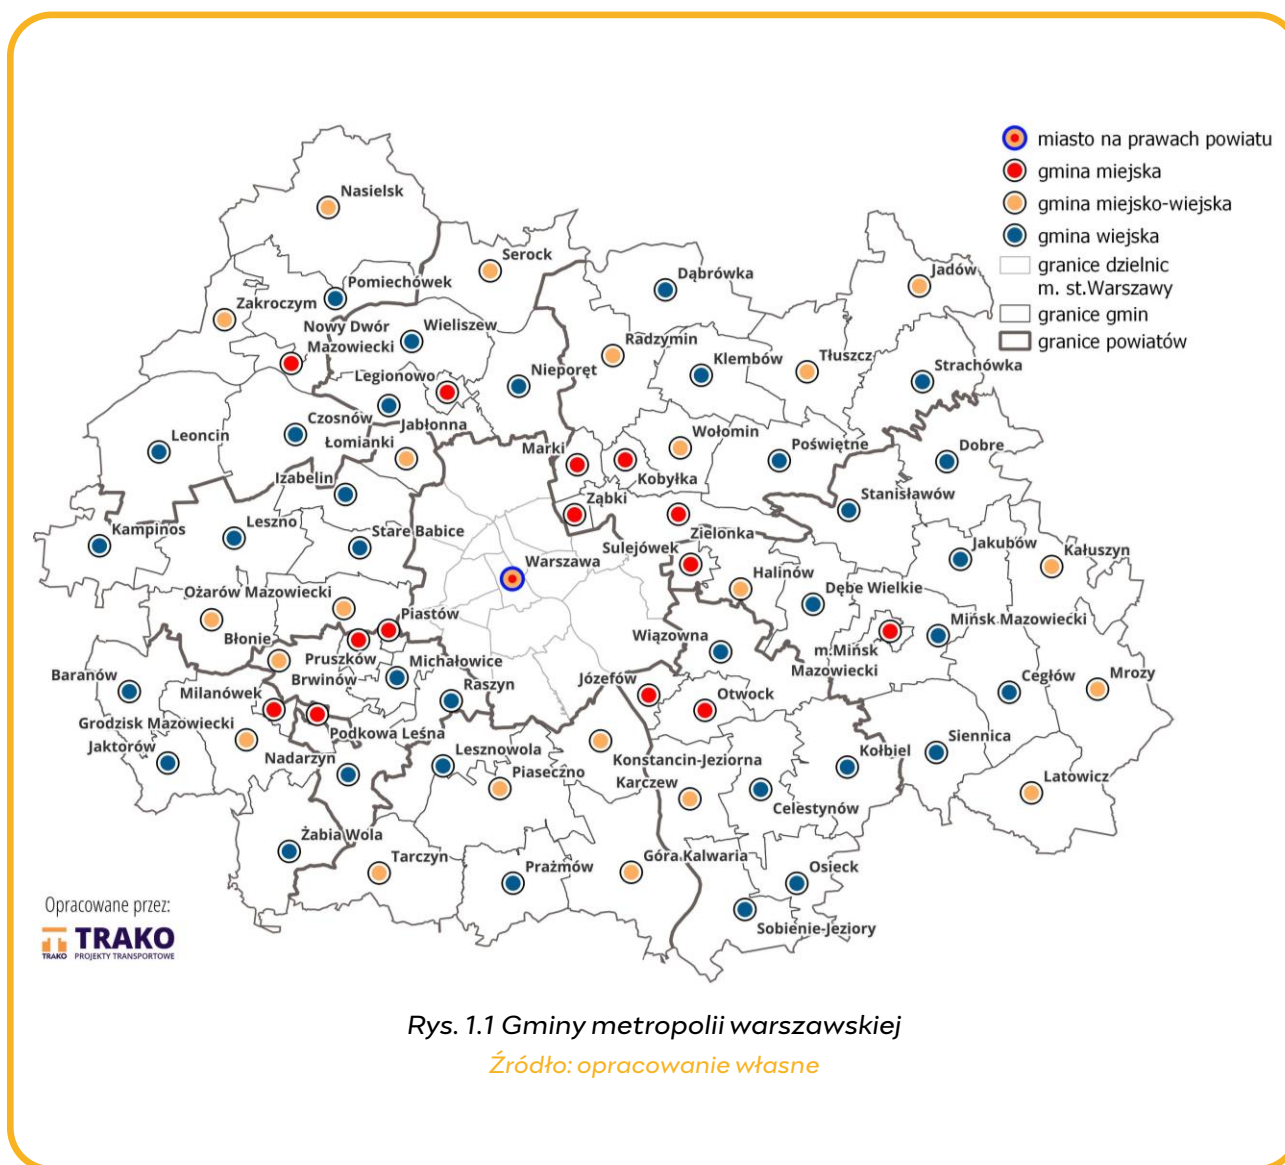 miasto na prawach powiatu
gmina miejska
gmina miejsko-wiejska
gmina wiejska
granice dzielnic
m. st.Warszawy
granice gmin
granice powiatów
Nasielsk
Serock
Dąbrówka
Jadów
Pomiechówek
Zakroczym
Nowy Dwór
Mazowiecki
Wieliszew
Radzymin
Klembów
Tłuszcz
Strachówka
Legionowo
Nieporęt
Czosnów
Jabłonna
Leoncin
Łomianki
Marki
Wołomin
Poświętne
Dobre
Kobyłka
Izabelin
Stanisławów
Ząbki
Kampinos
Leszno
Stare Babice
Zielonka
Sulejówek
Warszawa
Jakubów
Kałuszyn
Halinów
Dębe Wielkie
Ożarów Mazowiecki
Piastów
Mińsk Mazowiecki
Błonie
Wiązowna
m.Mińsk
Mazowiecki
Pruszków
Michałowice
Baranów
Brwinów
Józefów
Otwock
Cegłów
Mrozy
Milanówek
Raszyn
Grodzisk Mazowiecki
Podkowa Leśna
Jaktorów
Nadarzyn
Lesznowola
Konstancin-Jeziorna
Kołbiel
Siennica
Piaseczno
Karczew
Latowicz
Celestynów
Żabia Wola
Tarczyn
Prażmów
Góra Kalwaria
Osieck
Sobienie-Jeziory
Opracowane przez:
TRAKO
TRAKO PROJEKTY TRANSPORTOWE
Rys. 1.1 Gminy metropolii warszawskiej
Źródło: opracowanie własne